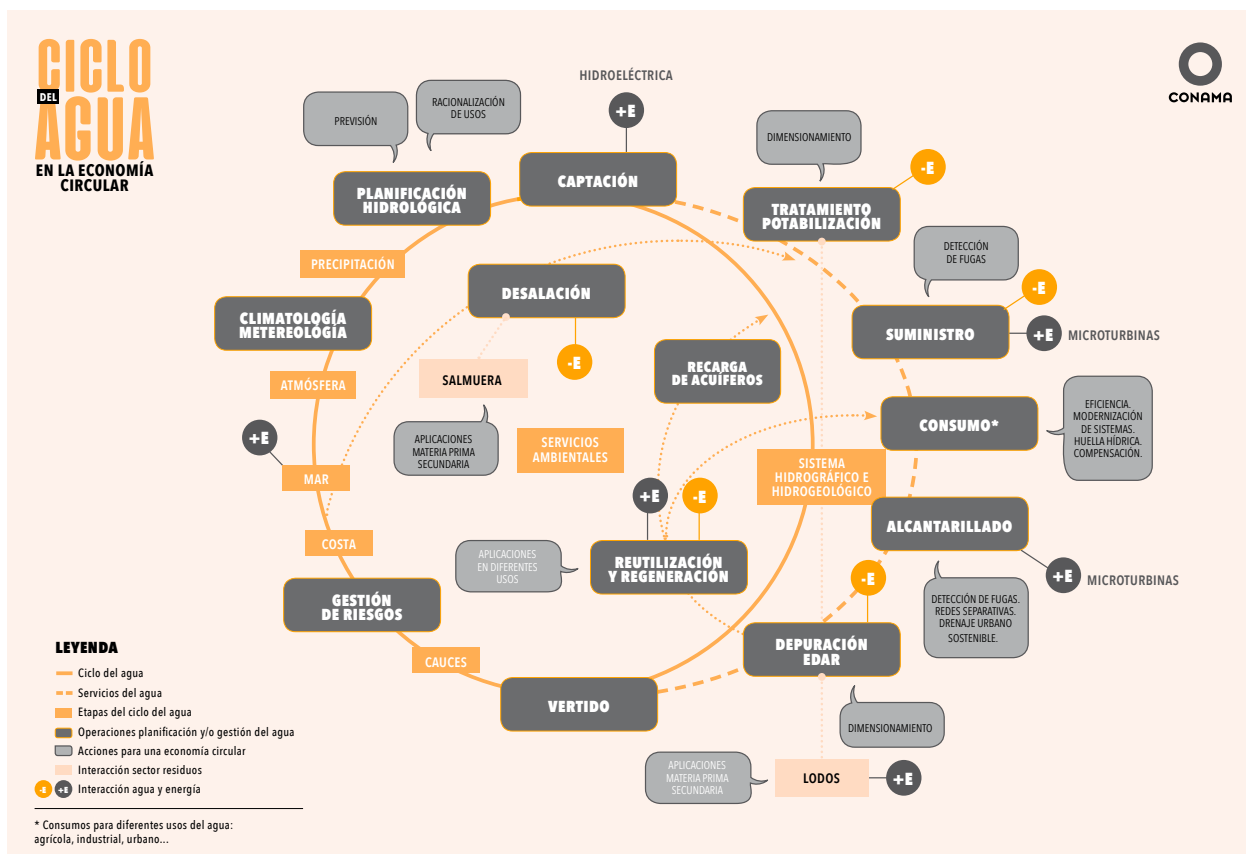 CICLO
DEL
AGUA
EN LA ECONOMÍA
CIRCULAR
CONAMA
HIDROELÉCTRICA
+E
PREVISIÓN
RACIONALIZACIÓN
DE USOS
DIMENSIONAMIENTO
-E
CAPTACIÓN
PLANIFICACIÓN
HIDROLÓGICA
TRATAMIENTO
POTABILIZACIÓN
DETECCIÓN
DE FUGAS
PRECIPITACIÓN
DESALACIÓN
-E
-E
CLIMATOLOGÍA
METEREOLOGÍA
SUMINISTRO
+E
MICROTURBINAS
RECARGA
DE ACUÍFEROS
SALMUERA
ATMÓSFERA
EFICIENCIA.
MODERNIZACIÓN
DE SISTEMAS.
HUELLA HÍDRICA.
COMPENSACIÓN.
CONSUMO*
+E
APLICACIONES
MATERIA PRIMA
SECUNDARIA
SERVICIOS
AMBIENTALES
SISTEMA
HIDROGRÁFICO E
HIDROGEOLÓGICO
MAR
+E
-E
ALCANTARILLADO
COSTA
APLICACIONES
EN DIFERENTES
USOS
REUTILIZACIÓN
Y REGENERACIÓN
-E
+E
MICROTURBINAS
GESTIÓN
DE RIESGOS
DETECCIÓN DE FUGAS.
REDES SEPARATIVAS.
DRENAJE URBANO
SOSTENIBLE.
DEPURACIÓN
EDAR
CAUCES
VERTIDO
DIMENSIONAMIENTO
APLICACIONES
MATERIA PRIMA
SECUNDARIA
LODOS
+E
LEYENDA
Ciclo del agua
Servicios del agua
Etapas del ciclo del agua
Operaciones planificación y/o gestión del agua
Acciones para una economía circular
Interacción sector residuos
-E +E Interacción agua y energía
* Consumos para diferentes usos del agua:
agrícola, industrial, urbano...